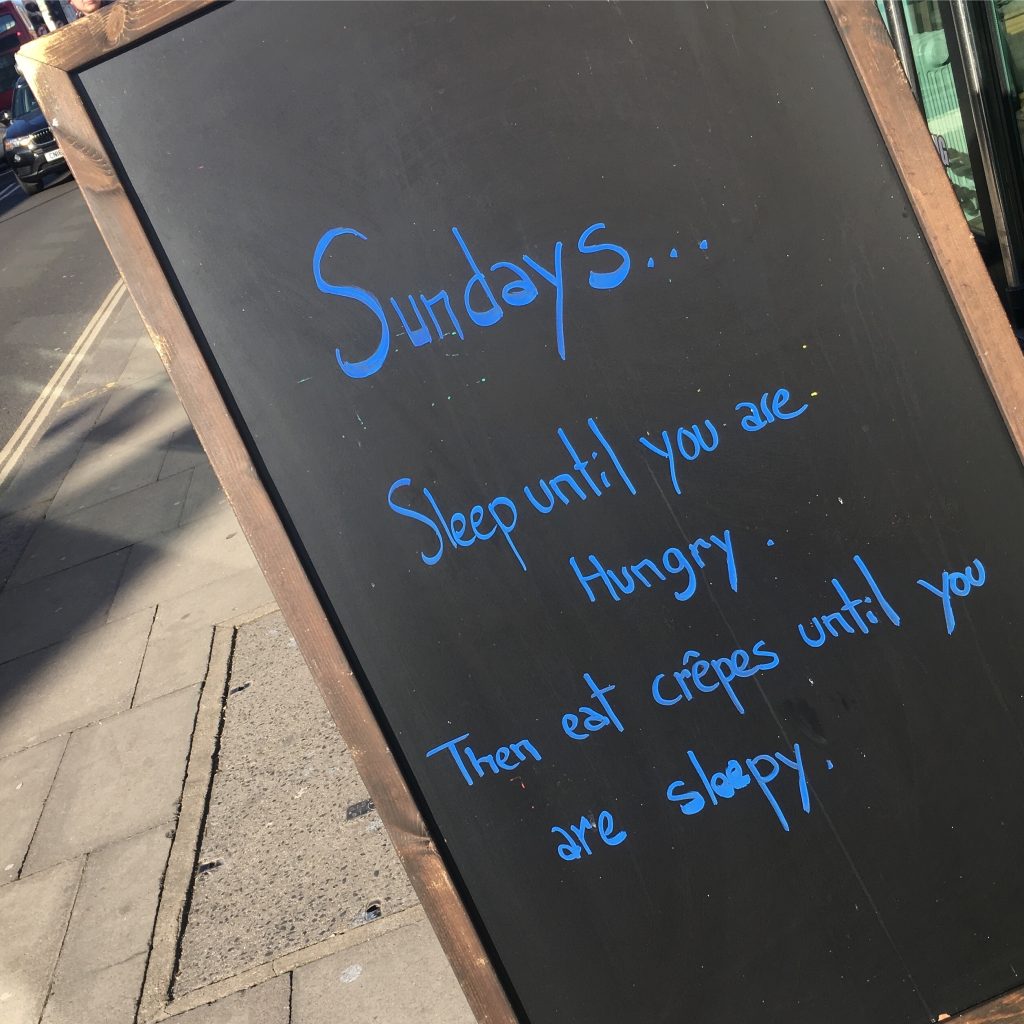 Sundays...
Sleep until you are
Hungry.
Then eat crêpes until you
are sleepy.